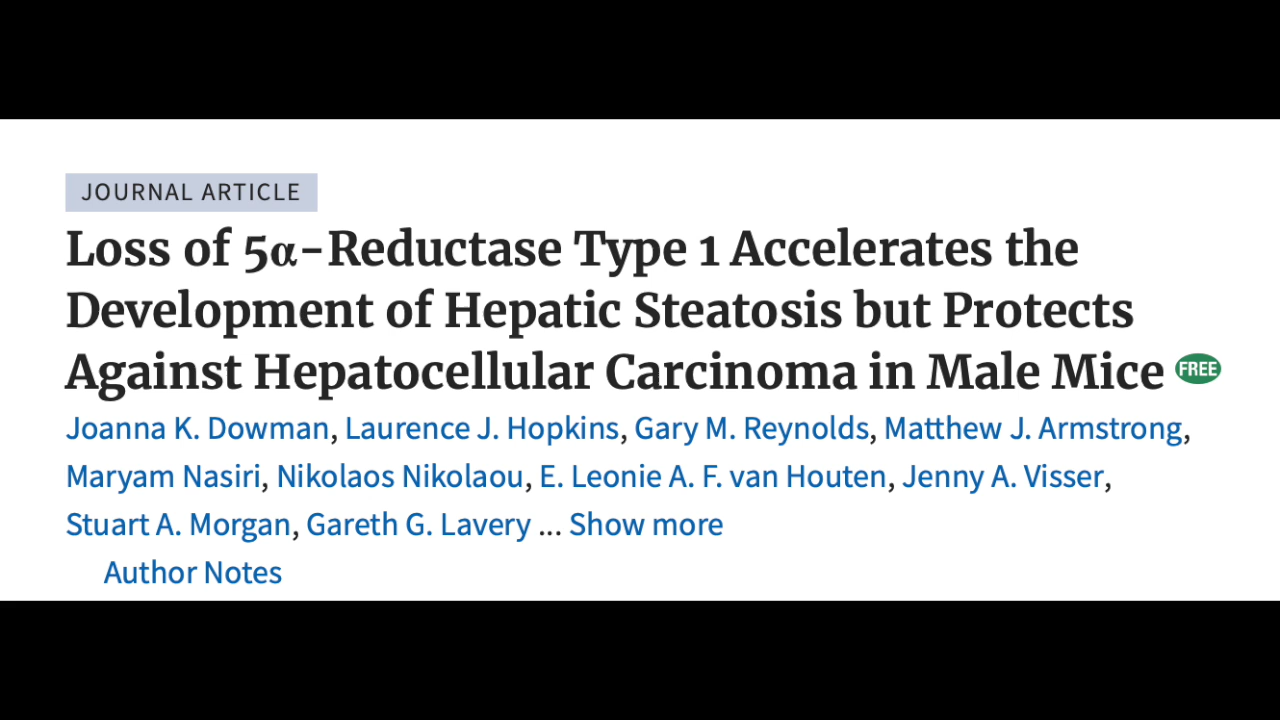 JOURNAL ARTICLE
Loss of 5α-Reductase Type 1 Accelerates the
Development of Hepatic Steatosis but Protects
Against Hepatocellular Carcinoma in Male Mice FREE
Joanna K. Dowman, Laurence J. Hopkins, Gary M. Reynolds, Matthew J. Armstrong,
Maryam Nasiri, Nikolaos Nikolaou, E. Leonie A. F. van Houten, Jenny A. Visser,
Stuart A. Morgan, Gareth G. Lavery ... Show more
Author Notes